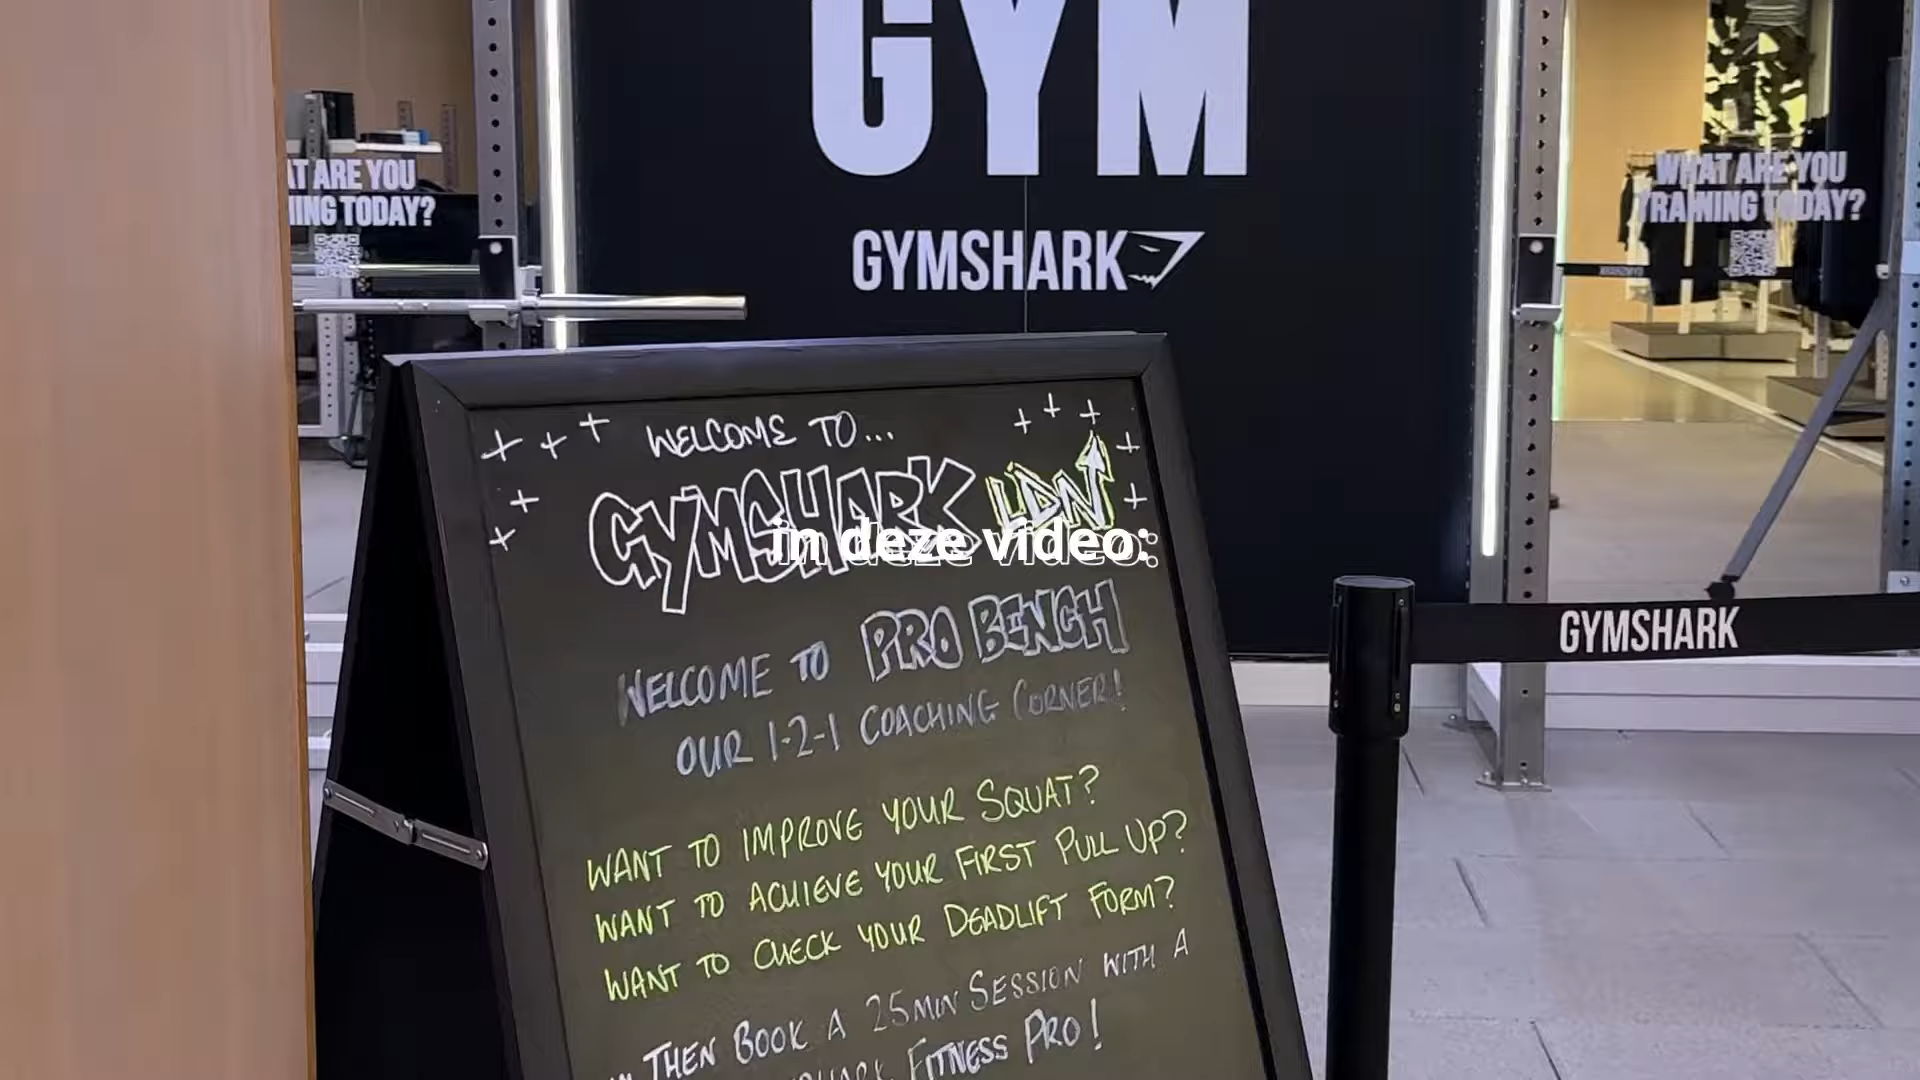 GYM
GYMSHARK
AT ARE YOU
ING TODAY?
WHAT ARE YOU
TRAINING TODAY?
WELCOME TO...
GYMSHARK LDN
in deze video:
WELCOME TO PRO BENCH
OUR 1-2-1 COACHING CORNER!
WANT TO IMPROVE YOUR SQUAT?
WANT TO ACHIEVE YOUR FIRST PULL UP?
WANT TO CHECK YOUR DEADLIFT FORM?
THEN BOOK A 25MIN SESSION WITH A
FITNESS PRO!
GYMSHARK